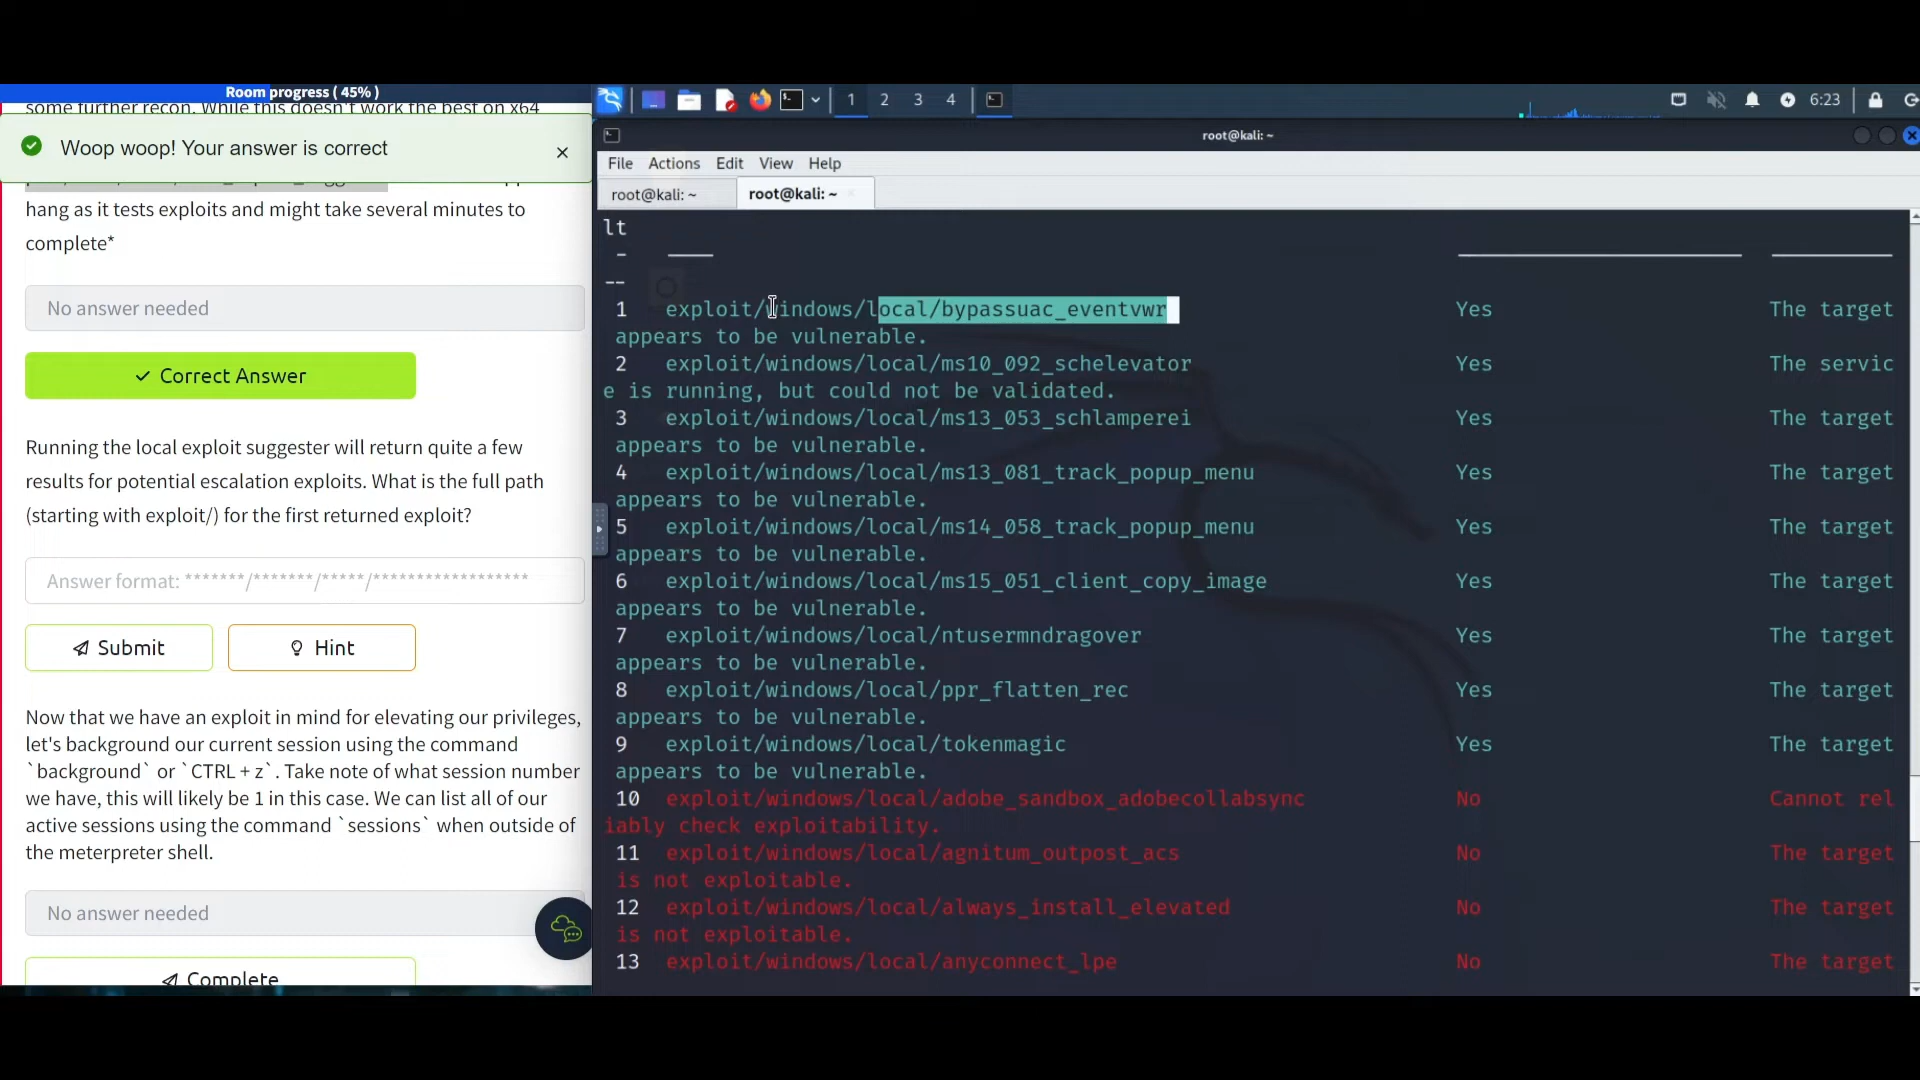 Room progress ( 45% )
some further recon. While this doesn't work the best on x64
Woop woop! Your answer is correct
×
hang as it tests exploits and might take several minutes to
complete*
No answer needed
Correct Answer
Running the local exploit suggester will return quite a few
results for potential escalation exploits. What is the full path
(starting with exploit/) for the first returned exploit?
Answer format: *******/*******/*****/******************
Submit
Hint
Now that we have an exploit in mind for elevating our privileges,
let's background our current session using the command
`background` or `CTRL + z`. Take note of what session number
we have, this will likely be 1 in this case. We can list all of our
active sessions using the command `sessions` when outside of
the meterpreter shell.
No answer needed
Complete
1 2 3 4
6:23
root@kali: ~
File Actions Edit View Help
root@kali: ~
root@kali: ~
lt
- ____ ____ ____
--
1 exploit/windows/local/bypassuac_eventvwr Yes The target
appears to be vulnerable.
2 exploit/windows/local/ms10_092_schelevator Yes The servic
e is running, but could not be validated.
3 exploit/windows/local/ms13_053_schlamperei Yes The target
appears to be vulnerable.
4 exploit/windows/local/ms13_081_track_popup_menu Yes The target
appears to be vulnerable.
5 exploit/windows/local/ms14_058_track_popup_menu Yes The target
appears to be vulnerable.
6 exploit/windows/local/ms15_051_client_copy_image Yes The target
appears to be vulnerable.
7 exploit/windows/local/ntusermndragover Yes The target
appears to be vulnerable.
8 exploit/windows/local/ppr_flatten_rec Yes The target
appears to be vulnerable.
9 exploit/windows/local/tokenmagic Yes The target
appears to be vulnerable.
10 exploit/windows/local/adobe_sandbox_adobecollabsync No Cannot rel
iably check exploitability.
11 exploit/windows/local/agnitum_outpost_acs No The target
is not exploitable.
12 exploit/windows/local/always_install_elevated No The target
is not exploitable.
13 exploit/windows/local/anyconnect_lpe No The target